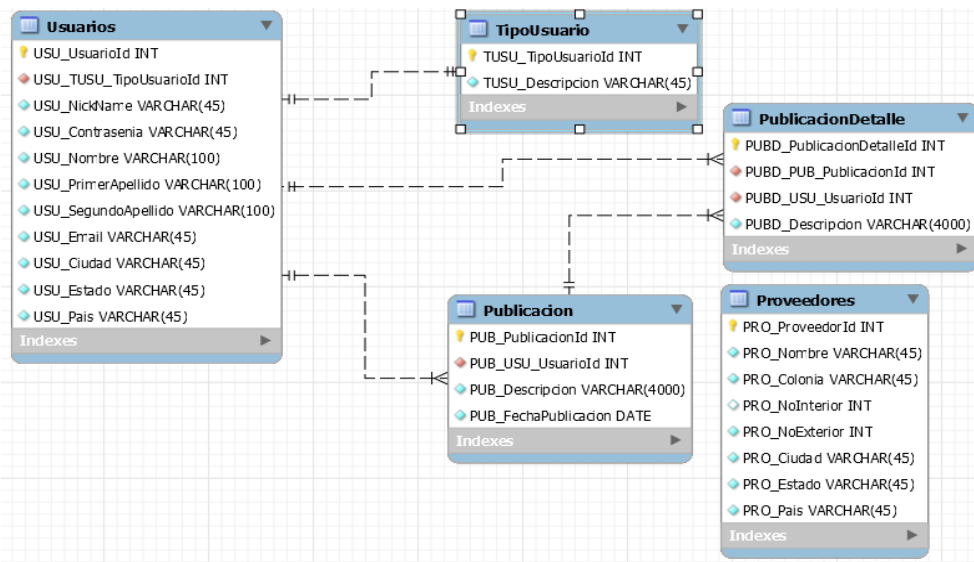 Usuarios
USU_UsuarioId INT
USU_TUSU_TipoUsuarioId INT
USU_NickName VARCHAR(45)
USU_Contrasenia VARCHAR(45)
USU_Nombre VARCHAR(100)
USU_PrimerApellido VARCHAR(100)
USU_SegundoApellido VARCHAR(100)
USU_Email VARCHAR(45)
USU_Ciudad VARCHAR(45)
USU_Estado VARCHAR(45)
USU_Pais VARCHAR(45)
Indexes
TipoUsuario
TUSU_TipoUsuarioId INT
TUSU_Descripcion VARCHAR(45)
Indexes
PublicacionDetalle
PUBD_PublicacionDetalleId INT
PUBD_PUB_PublicacionId INT
PUBD_USU_UsuarioId INT
PUBD_Descripcion VARCHAR(4000)
Indexes
Publicacion
PUB_PublicacionId INT
PUB_USU_UsuarioId INT
PUB_Descripcion VARCHAR(4000)
PUB_FechaPublicacion DATE
Indexes
Proveedores
PRO_ProveedorId INT
PRO_Nombre VARCHAR(45)
PRO_Colonia VARCHAR(45)
PRO_NoInterior INT
PRO_NoExterior INT
PRO_Ciudad VARCHAR(45)
PRO_Estado VARCHAR(45)
PRO_Pais VARCHAR(45)
Indexes